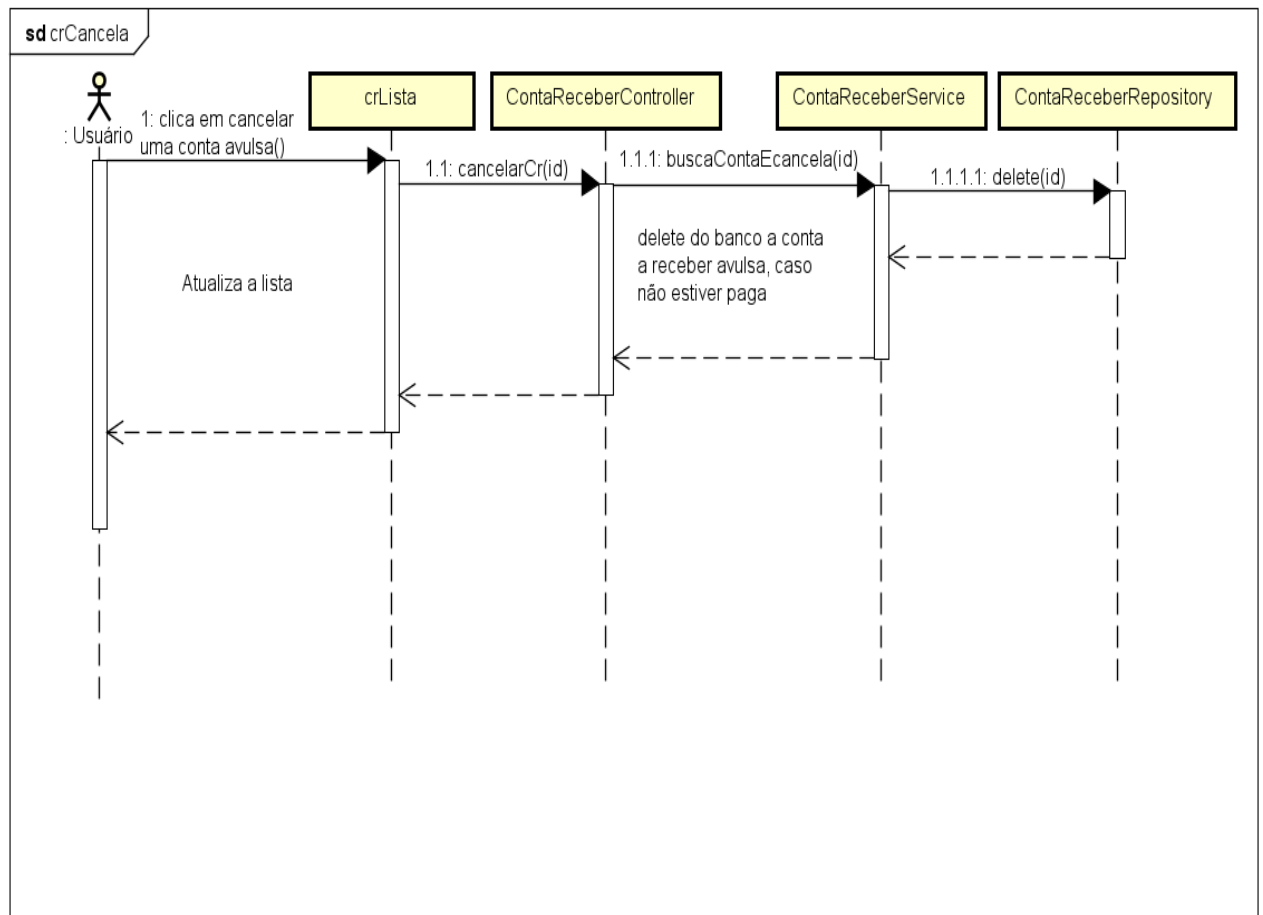 sd crCancela
: Usuário
crLista
ContaReceberController
ContaReceberService
ContaReceberRepository
1: clica em cancelar
uma conta avulsa()
1.1: cancelarCr(id)
1.1.1: buscaContaEcancela(id)
1.1.1.1: delete(id)
delete do banco a conta
a receber avulsa, caso
não estiver paga
Atualiza a lista